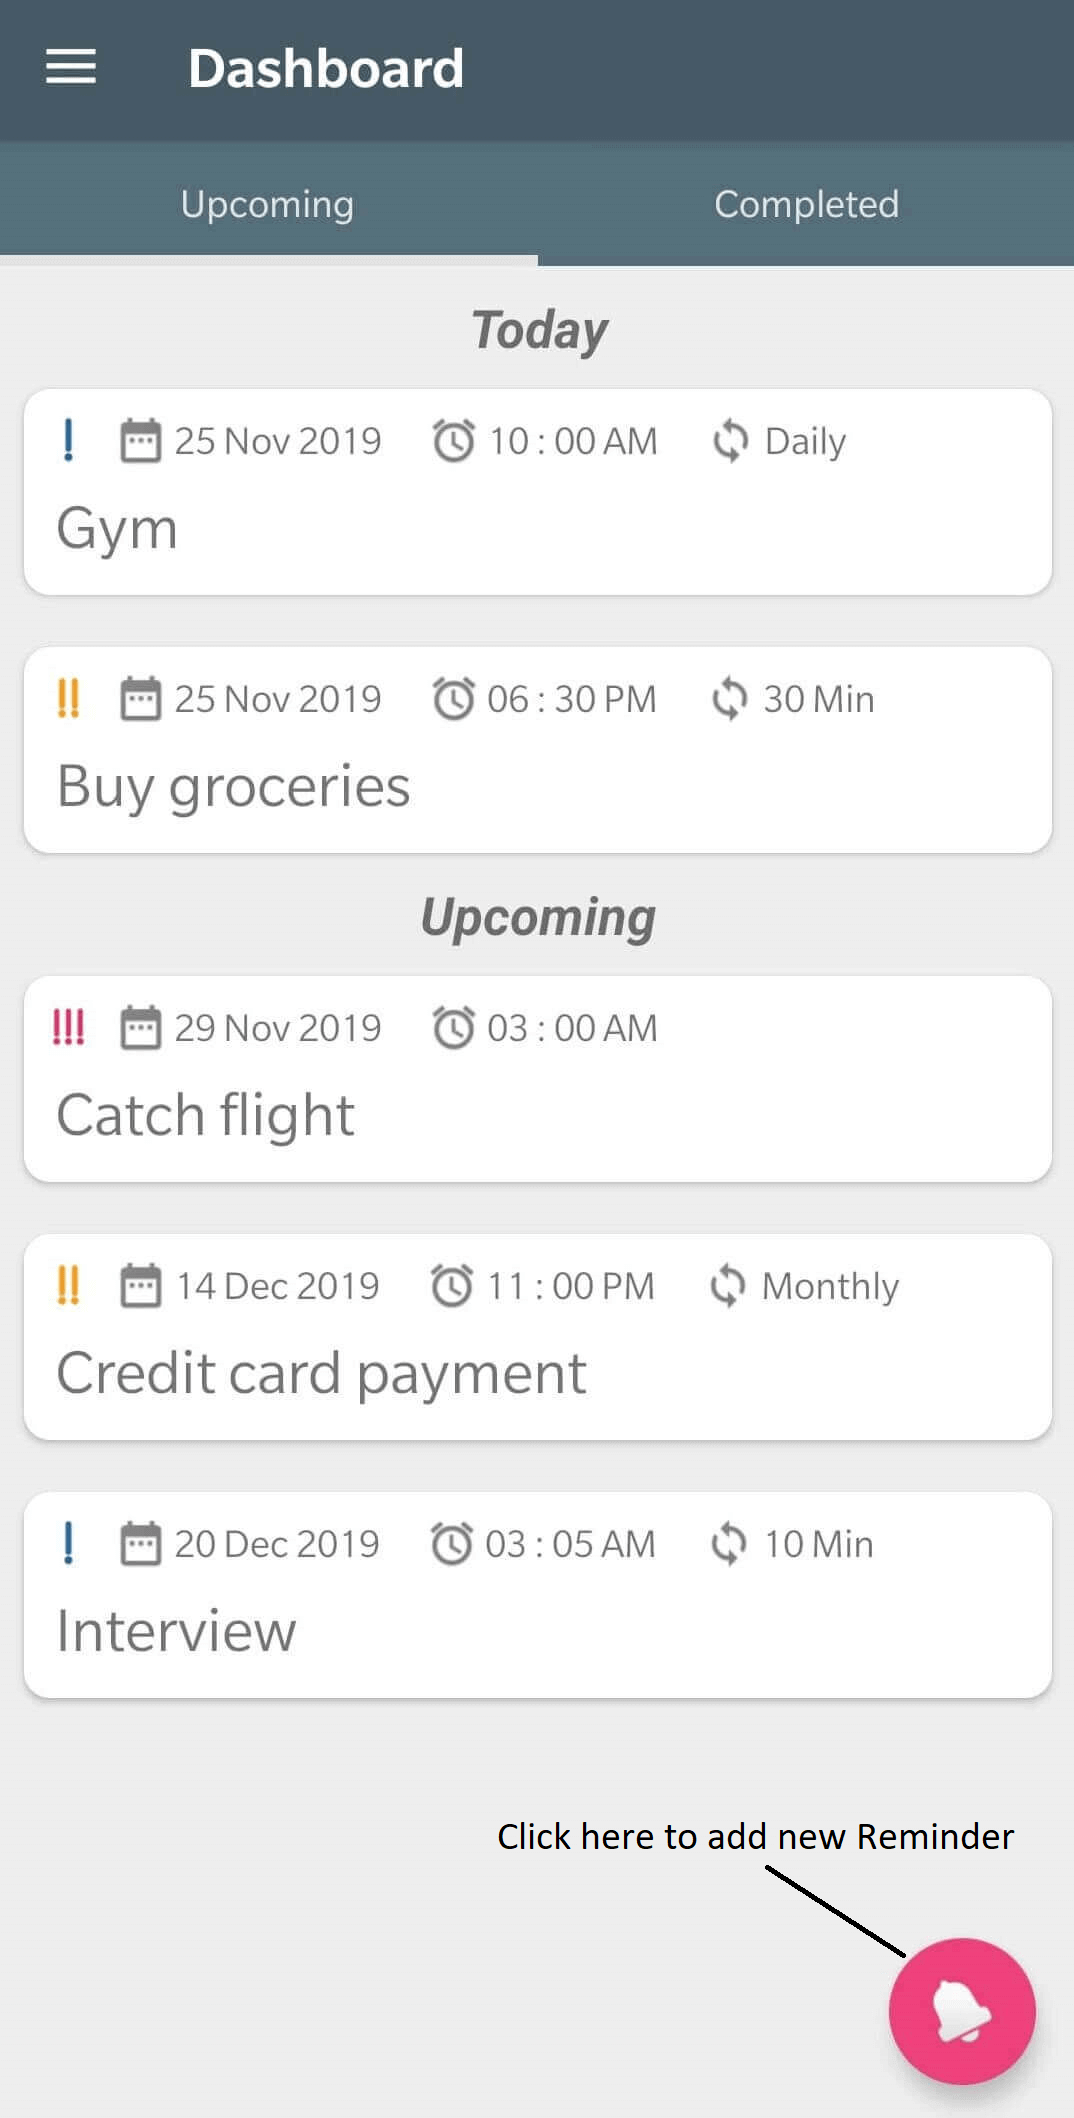 Dashboard
Upcoming Completed
Today
25 Nov 2019 10 : 00 AM Daily
Gym
25 Nov 2019 06 : 30 PM 30 Min
Buy groceries
Upcoming
29 Nov 2019 03 : 00 AM
Catch flight
14 Dec 2019 11 : 00 PM Monthly
Credit card payment
20 Dec 2019 03 : 05 AM 10 Min
Interview
Click here to add new Reminder